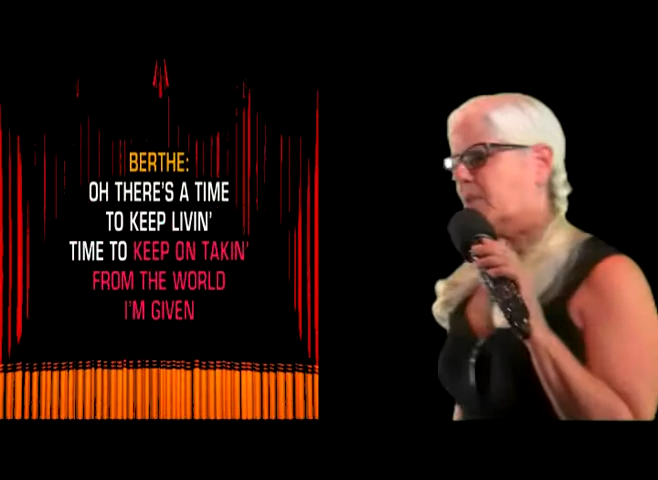 BERTHE:
OH THERE'S A TIME
TO KEEP LIVIN'
TIME TO KEEP ON TAKIN'
FROM THE WORLD
I'M GIVEN